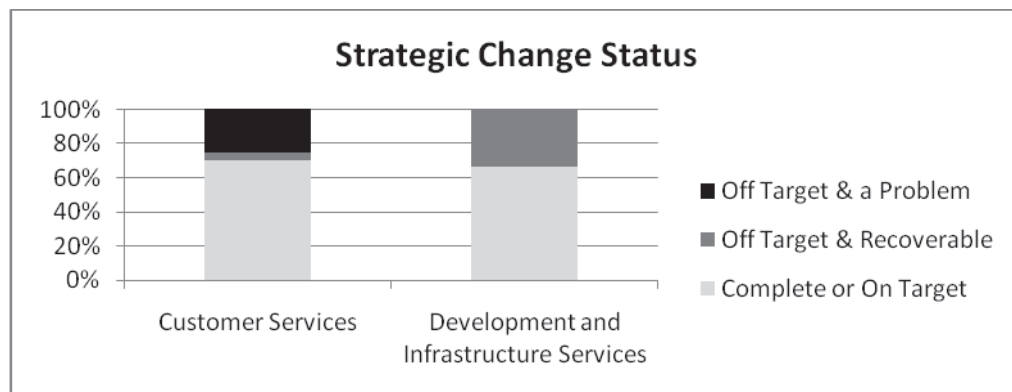 Strategic Change Status
100%
80%
60%
40%
20%
0%
Customer Services
Development and
Infrastructure Services
Off Target & a Problem
Off Target & Recoverable
Complete or On Target